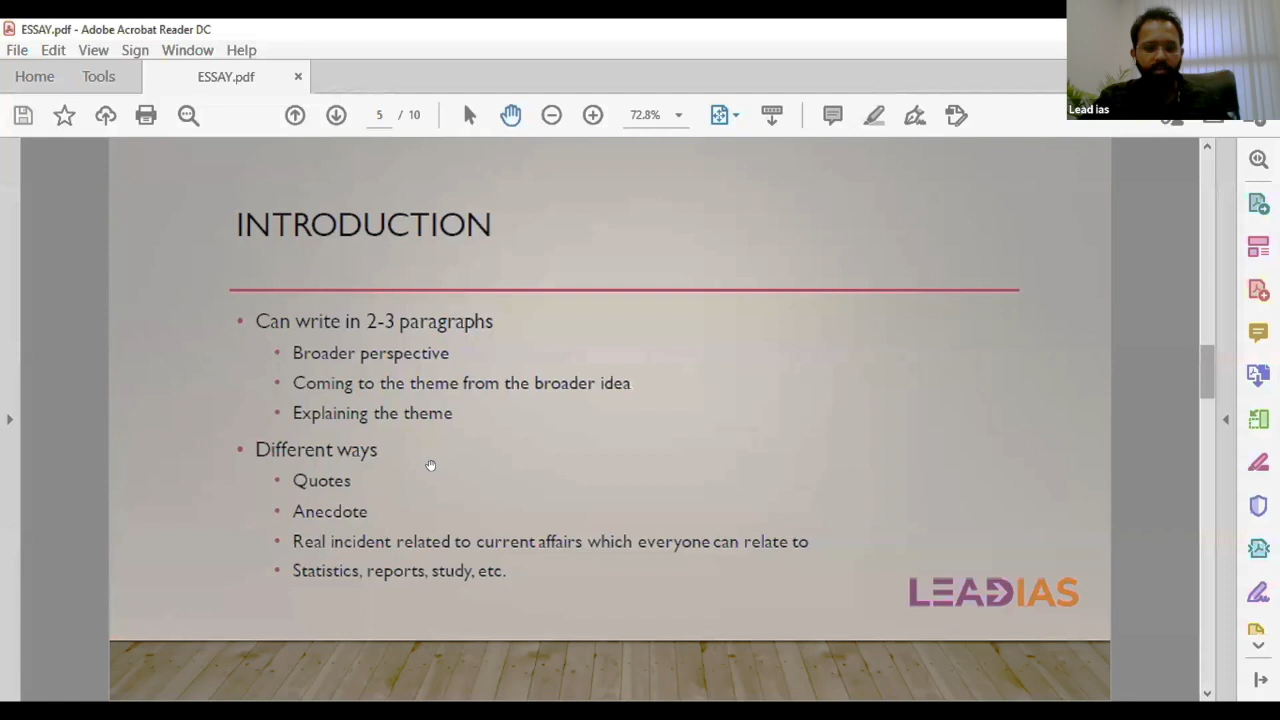 ESSAY.pdf - Adobe Acrobat Reader DC
File Edit View Sign Window Help
Home Tools ESSAY.pdf ×
5 / 10 72.8%
Lead ias
INTRODUCTION
• Can write in 2-3 paragraphs
• Broader perspective
• Coming to the theme from the broader idea
• Explaining the theme
• Different ways
• Quotes
• Anecdote
• Real incident related to current affairs which everyone can relate to
• Statistics, reports, study, etc.
LEADIAS